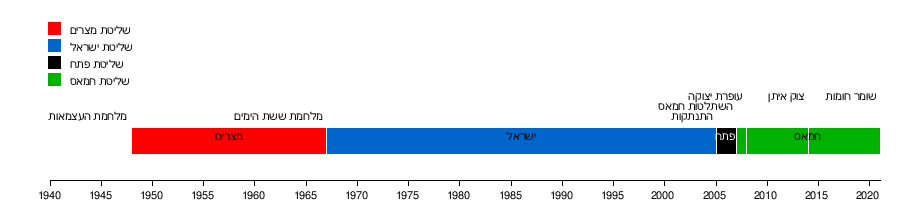 שליטת מצרים
שליטת ישראל
שליטת פתח
שליטת חמאס
שומר חומות
צוק איתן
עופרת יצוקה
השתלטות חמאס
התנתקות
מלחמת ששת הימים
מלחמת העצמאות
מצרים
ישראל
פתח
חמאס
1940 1945 1950 1955 1960 1965 1970 1975 1980 1985 1990 1995 2000 2005 2010 2015 2020